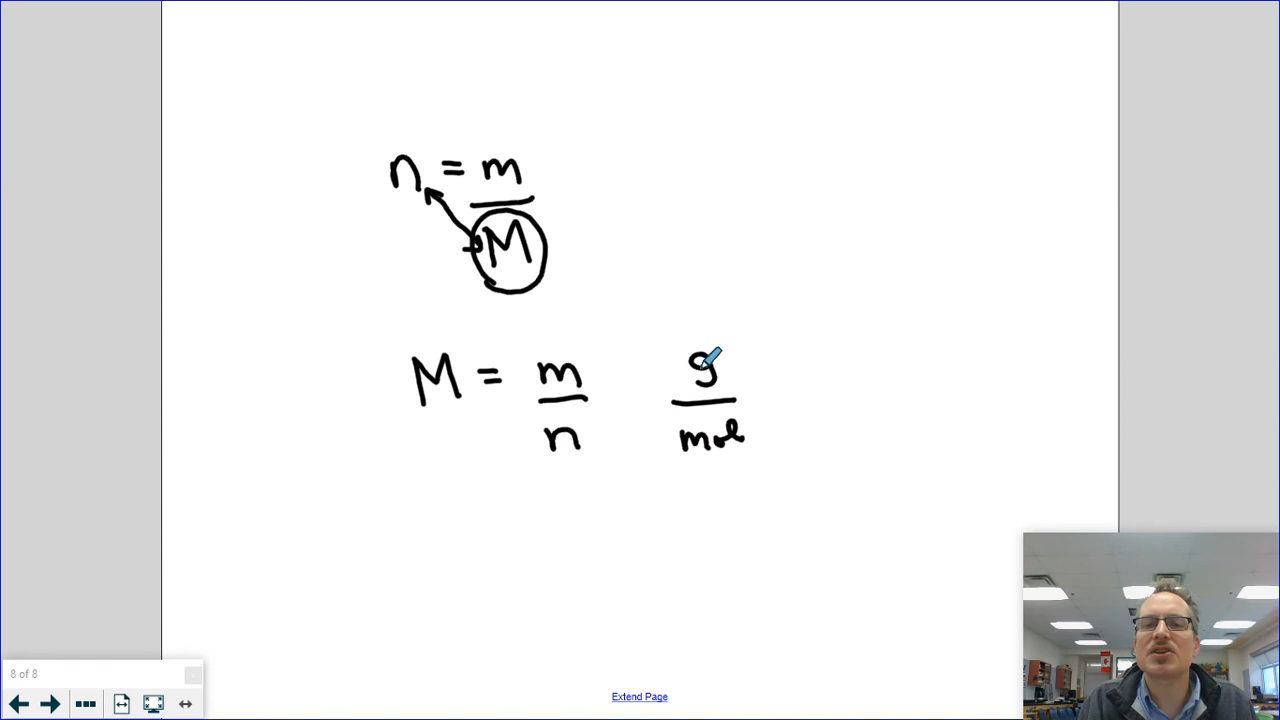 n = m
M
M = m g
n mol
8 of 8
Extend Page